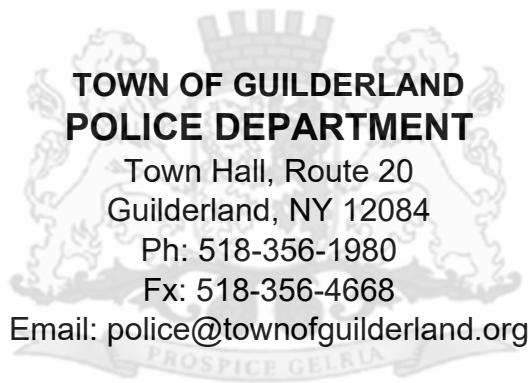 TOWN OF GUILDERLAND
POLICE DEPARTMENT
Town Hall, Route 20
Guilderland, NY 12084
Ph: 518-356-1980
Fx: 518-356-4668
Email: police@townofguilderland.org
PROSPICE GELRIA